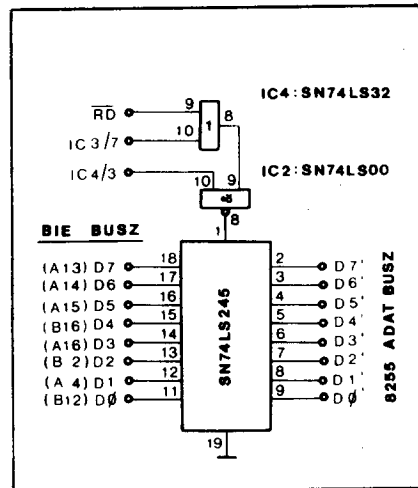 9
R̅D̅ 8 IC4:SN74LS32
1
10
IC3/7
IC4/3 10 9 IC2:SN74LS00
&
8
BIE BUSZ 1
(A13) D7 18 2 D7'
(A14) D6 17 3 D6'
(A15) D5 16 4 D5'
(B16) D4 15 5 D4'
(A16) D3 14 6 D3'
(B 2) D2 13 7 D2'
(A 4) D1 12 8 D1'
(B12) DØ 11 9 DØ'
SN74LS245
8255 ADAT BUSZ
19